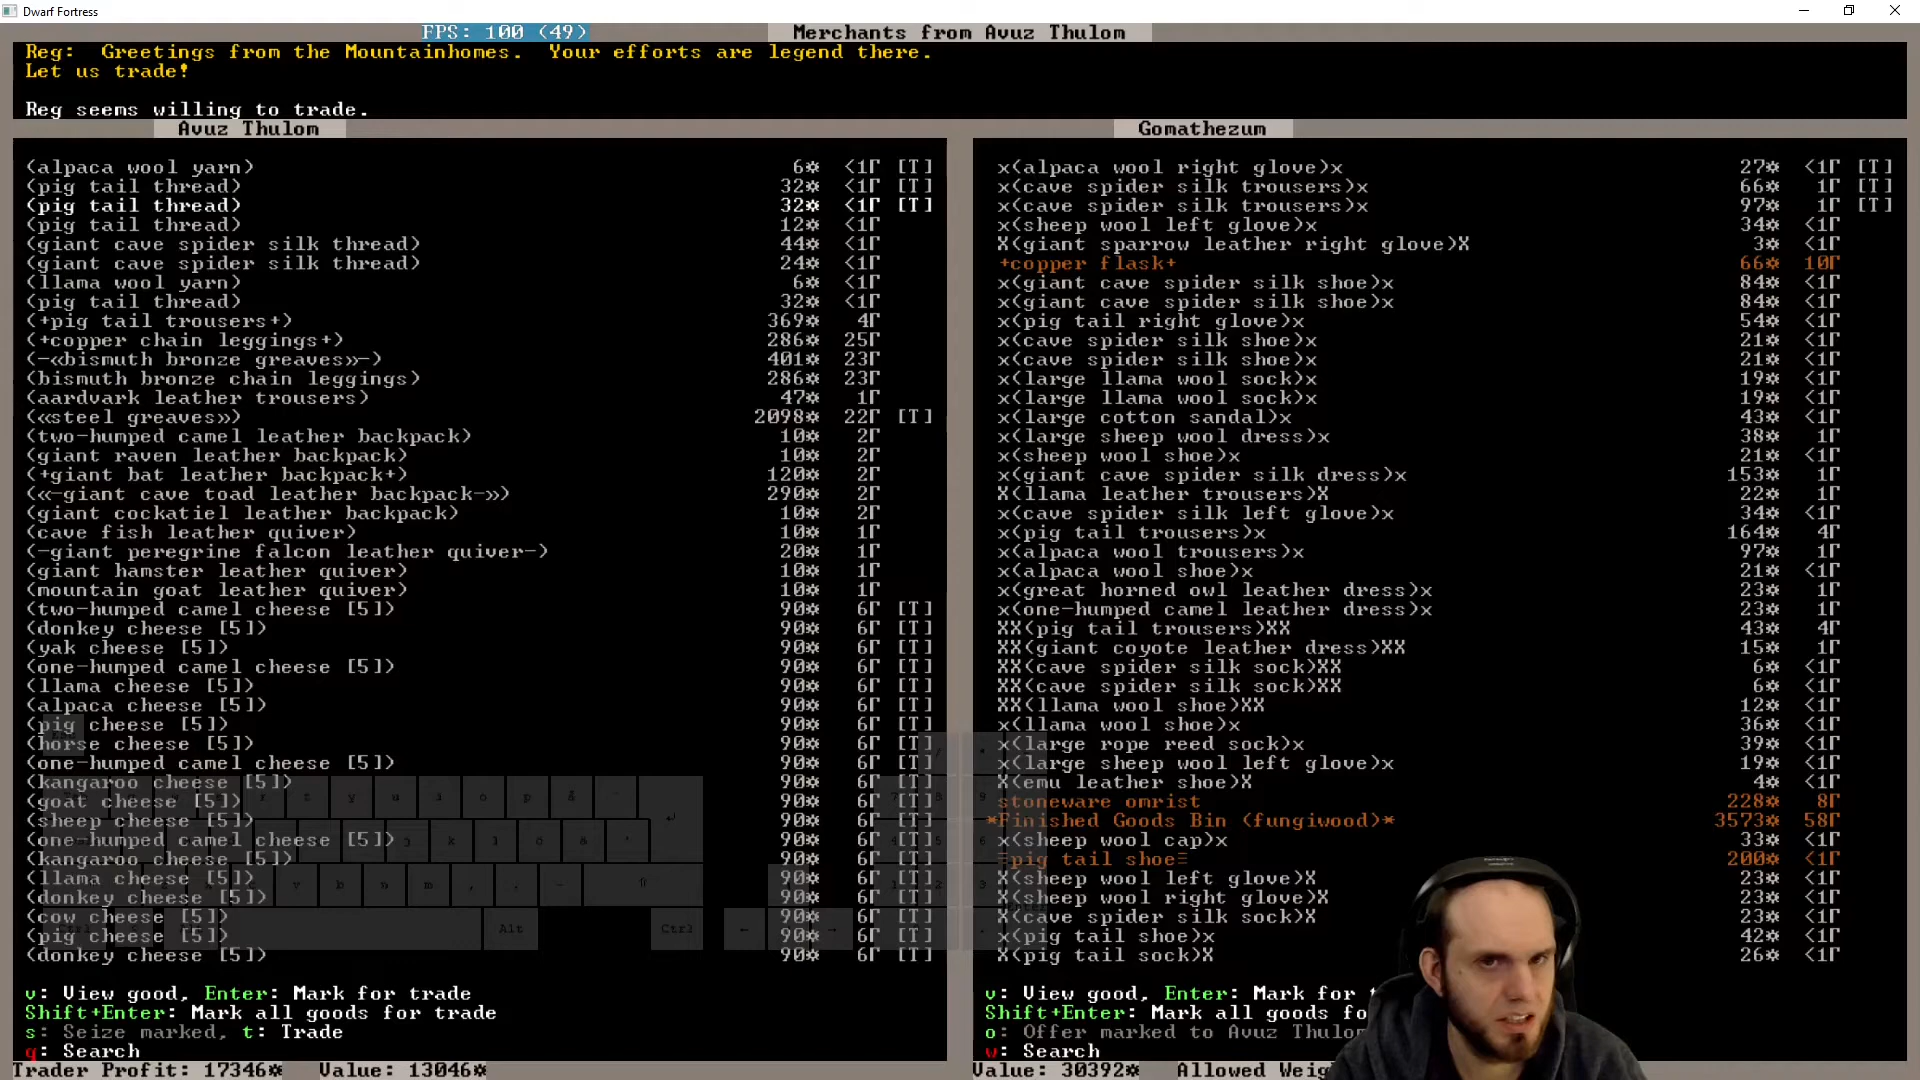 Dwarf Fortress
FPS: 100 (49)
Merchants from Avuz Thulom
Reg: Greetings from the Mountainhomes. Your efforts are legend there.
Let us trade!
Reg seems willing to trade.
Avuz Thulom
(alpaca wool yarn) 6☼ <1Γ [T]
(pig tail thread) 32☼ <1Γ [T]
(pig tail thread) 32☼ <1Γ [T]
(pig tail thread) 12☼ <1Γ
(giant cave spider silk thread) 44☼ <1Γ
(giant cave spider silk thread) 24☼ <1Γ
(llama wool yarn) 6☼ <1Γ
(pig tail thread) 32☼ <1Γ
(+pig tail trousers+) 369☼ 4Γ
(+copper chain leggings+) 286☼ 25Γ
(-«bismuth bronze greaves»-) 401☼ 23Γ
(bismuth bronze chain leggings) 286☼ 23Γ
(aardvark leather trousers) 47☼ 1Γ
(«steel greaves») 2098☼ 22Γ [T]
(two-humped camel leather backpack) 10☼ 2Γ
(giant raven leather backpack) 10☼ 2Γ
(+giant bat leather backpack+) 120☼ 2Γ
(«-giant cave toad leather backpack-») 290☼ 2Γ
(giant cockatiel leather backpack) 10☼ 2Γ
(cave fish leather quiver) 10☼ 1Γ
(-giant peregrine falcon leather quiver-) 20☼ 1Γ
(giant hamster leather quiver) 10☼ 1Γ
(mountain goat leather quiver) 10☼ 1Γ
(two-humped camel cheese [5]) 90☼ 6Γ [T]
(donkey cheese [5]) 90☼ 6Γ [T]
(yak cheese [5]) 90☼ 6Γ [T]
(one-humped camel cheese [5]) 90☼ 6Γ [T]
(llama cheese [5]) 90☼ 6Γ [T]
(alpaca cheese [5]) 90☼ 6Γ [T]
(pig cheese [5]) 90☼ 6Γ [T]
(horse cheese [5]) 90☼ 6Γ [T]
(one-humped camel cheese [5]) 90☼ 6Γ [T]
(kangaroo cheese [5]) 90☼ 6Γ [T]
(goat cheese [5]) 90☼ 6Γ [T]
(sheep cheese [5]) 90☼ 6Γ [T]
(one-humped camel cheese [5]) 90☼ 6Γ [T]
(kangaroo cheese [5]) 90☼ 6Γ [T]
(llama cheese [5]) 90☼ 6Γ [T]
(donkey cheese [5]) 90☼ 6Γ [T]
(cow cheese [5]) 90☼ 6Γ [T]
(pig cheese [5]) 90☼ 6Γ [T]
(donkey cheese [5]) 90☼ 6Γ [T]
v: View good, Enter: Mark for trade
Shift+Enter: Mark all goods for trade
s: Seize marked, t: Trade
q: Search
Trader Profit: 17346☼ Value: 13046☼
Gomathezum
x(alpaca wool right glove)x 27☼ <1Γ [T]
x(cave spider silk trousers)x 66☼ 1Γ [T]
x(cave spider silk trousers)x 97☼ 1Γ [T]
x(sheep wool left glove)x 34☼ <1Γ
X(giant sparrow leather right glove)X 3☼ <1Γ
+copper flask+ 66☼ 10Γ
x(giant cave spider silk shoe)x 84☼ <1Γ
x(giant cave spider silk shoe)x 84☼ <1Γ
x(pig tail right glove)x 54☼ <1Γ
x(cave spider silk shoe)x 21☼ <1Γ
x(cave spider silk shoe)x 21☼ <1Γ
x(large llama wool sock)x 19☼ <1Γ
x(large llama wool sock)x 19☼ <1Γ
x(large cotton sandal)x 43☼ <1Γ
x(large sheep wool dress)x 38☼ 1Γ
x(sheep wool shoe)x 21☼ <1Γ
x(giant cave spider silk dress)x 153☼ 1Γ
X(llama leather trousers)X 22☼ 1Γ
x(cave spider silk left glove)x 34☼ <1Γ
x(pig tail trousers)x 164☼ 4Γ
x(alpaca wool trousers)x 97☼ 1Γ
x(alpaca wool shoe)x 21☼ <1Γ
x(great horned owl leather dress)x 23☼ 1Γ
x(one-humped camel leather dress)x 23☼ 1Γ
XX(pig tail trousers)XX 43☼ 4Γ
XX(giant coyote leather dress)XX 15☼ 1Γ
XX(cave spider silk sock)XX 6☼ <1Γ
XX(cave spider silk sock)XX 6☼ <1Γ
XX(llama wool shoe)XX 12☼ <1Γ
x(llama wool shoe)x 36☼ <1Γ
x(large rope reed sock)x 39☼ <1Γ
x(large sheep wool left glove)x 19☼ <1Γ
X(emu leather shoe)X 4☼ <1Γ
stoneware omrist 228☼ 8Γ
*Finished Goods Bin (fungiwood)* 3573☼ 58Γ
x(sheep wool cap)x 33☼ <1Γ
≡pig tail shoe≡ 200☼ <1Γ
X(sheep wool left glove)X 23☼ <1Γ
X(sheep wool right glove)X 23☼ <1Γ
X(cave spider silk sock)X 23☼ <1Γ
x(pig tail shoe)x 42☼ <1Γ
X(pig tail sock)X 26☼ <1Γ
v: View good, Enter: Mark for
Shift+Enter: Mark all goods fo
o: Offer marked to Avuz Thulom
w: Search
Value: 30392☼ Allowed Weig